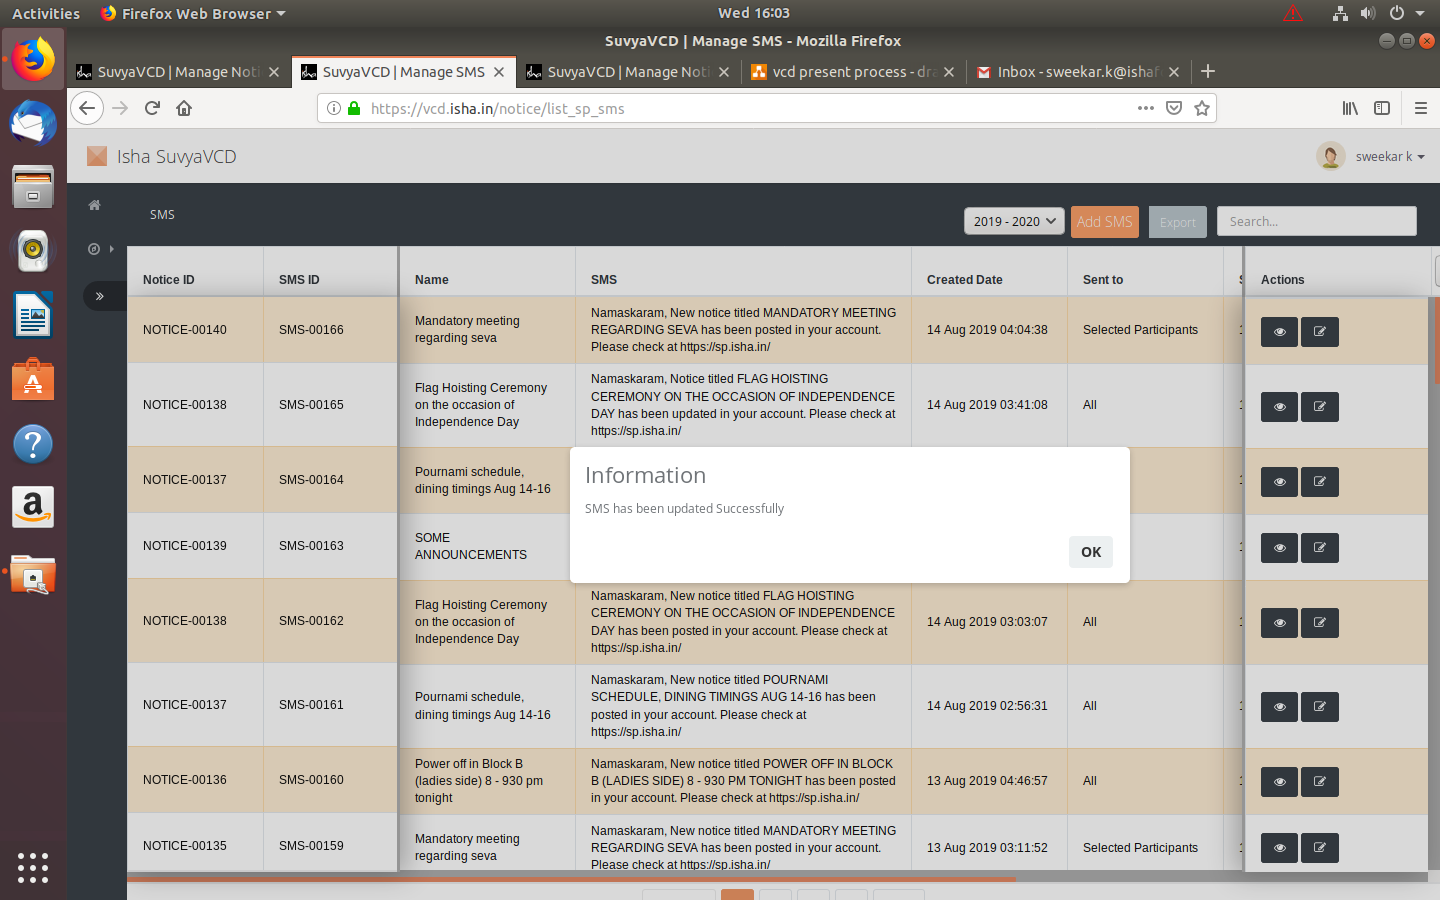 Activities Firefox Web Browser Wed 16:03
SuvyaVCD | Manage SMS - Mozilla Firefox
SuvyaVCD | Manage Noti SuvyaVCD | Manage SMS SuvyaVCD | Manage Noti vcd present process - dra Inbox - sweekar.k@ishaf
https://vcd.isha.in/notice/list_sp_sms
Isha SuvyaVCD sweekar k
SMS 2019 - 2020 Add SMS Export Search...
Notice ID SMS ID Name SMS Created Date Sent to Actions
NOTICE-00140 SMS-00166 Mandatory meeting
regarding seva
Namaskaram, New notice titled MANDATORY MEETING
REGARDING SEVA has been posted in your account.
Please check at https://sp.isha.in/
14 Aug 2019 04:04:38 Selected Participants
NOTICE-00138 SMS-00165 Flag Hoisting Ceremony
on the occasion of
Independence Day
Namaskaram, Notice titled FLAG HOISTING
CEREMONY ON THE OCCASION OF INDEPENDENCE
DAY has been updated in your account. Please check at
https://sp.isha.in/
14 Aug 2019 03:41:08 All
NOTICE-00137 SMS-00164 Pournami schedule,
dining timings Aug 14-16
Information
SMS has been updated Successfully
OK
NOTICE-00139 SMS-00163 SOME
ANNOUNCEMENTS
NOTICE-00138 SMS-00162 Flag Hoisting Ceremony
on the occasion of
Independence Day
Namaskaram, New notice titled FLAG HOISTING
CEREMONY ON THE OCCASION OF INDEPENDENCE
DAY has been posted in your account. Please check at
https://sp.isha.in/
14 Aug 2019 03:03:07 All
NOTICE-00137 SMS-00161 Pournami schedule,
dining timings Aug 14-16
Namaskaram, New notice titled POURNAMI
SCHEDULE, DINING TIMINGS AUG 14-16 has been
posted in your account. Please check at
https://sp.isha.in/
14 Aug 2019 02:56:31 All
NOTICE-00136 SMS-00160 Power off in Block B
(ladies side) 8 - 930 pm
tonight
Namaskaram, New notice titled POWER OFF IN BLOCK
B (LADIES SIDE) 8 - 930 PM TONIGHT has been posted
in your account. Please check at https://sp.isha.in/
13 Aug 2019 04:46:57 All
NOTICE-00135 SMS-00159 Mandatory meeting
regarding seva
Namaskaram, New notice titled MANDATORY MEETING
REGARDING SEVA has been posted in your account.
Please check at https://sp.isha.in/
13 Aug 2019 03:11:52 Selected Participants